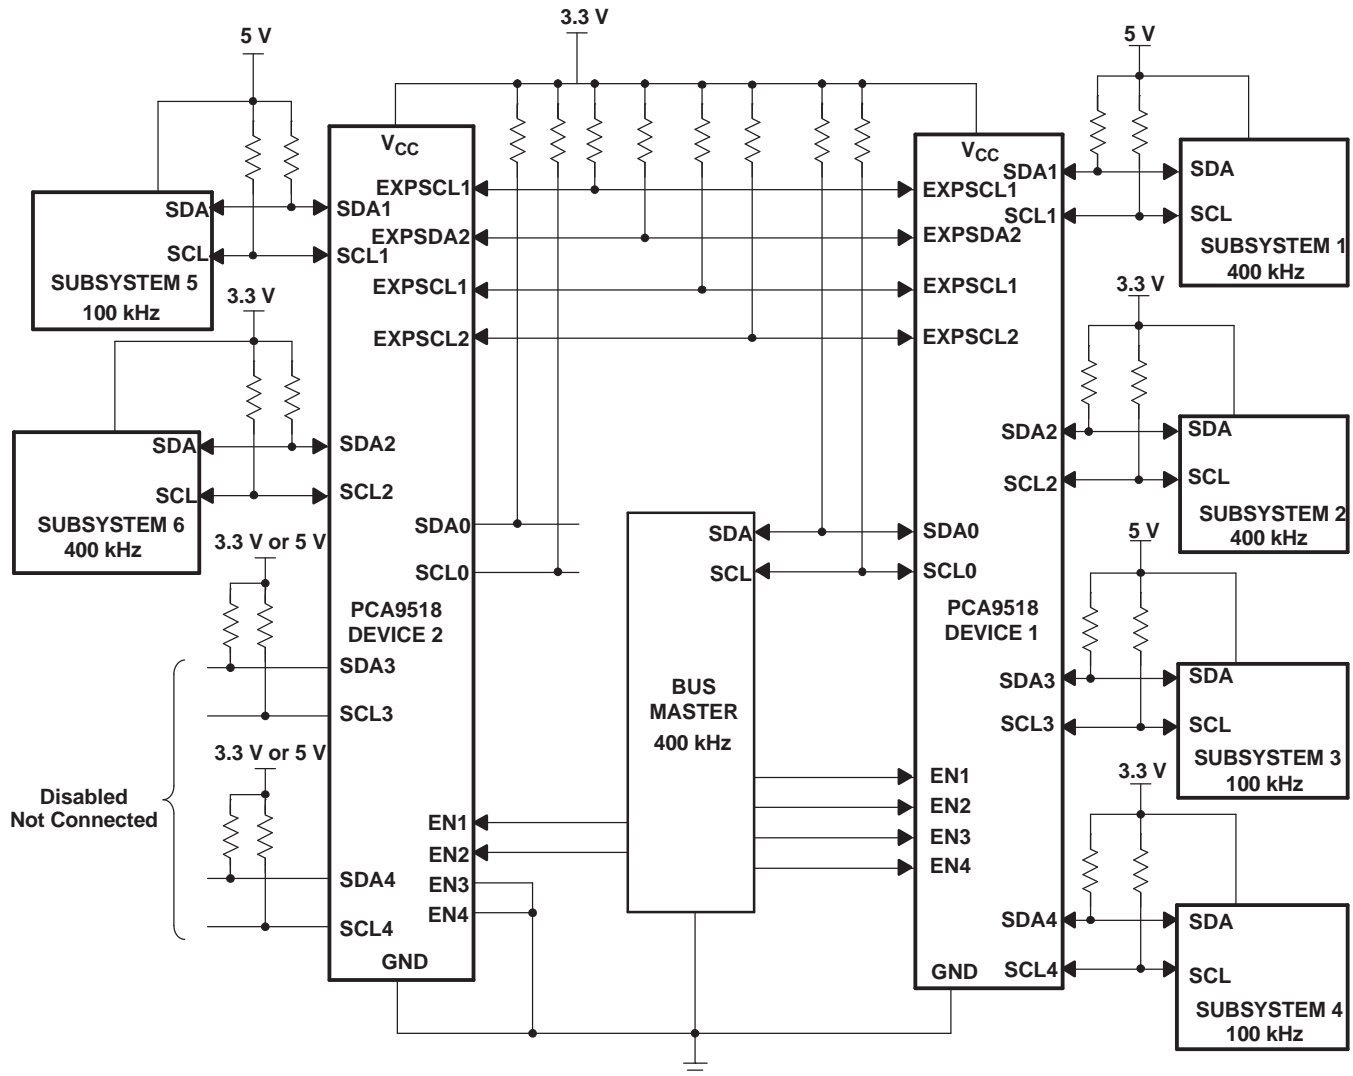 3.3 V
5 V
5 V
VCC
EXPSCL1
EXPSDA2
EXPSCL1
EXPSCL2
SDA1
SCL1
SDA
SCL
SUBSYSTEM 5
100 kHz
3.3 V
SDA
SCL
SUBSYSTEM 6
400 kHz
SDA2
SCL2
SDA0
SCL0
3.3 V or 5 V
PCA9518
DEVICE 2
SDA3
SCL3
3.3 V or 5 V
Disabled
Not Connected
SDA4
SCL4
EN1
EN2
EN3
EN4
GND
SDA
SCL
BUS
MASTER
400 kHz
VCC
SDA1
EXPSCL1
SCL1
EXPSDA2
EXPSCL1
EXPSCL2
SDA2
SCL2
SDA0
SCL0
PCA9518
DEVICE 1
SDA3
SCL3
EN1
EN2
EN3
EN4
SDA4
SCL4
GND
SDA
SCL
SUBSYSTEM 1
400 kHz
3.3 V
SDA
SCL
SUBSYSTEM 2
400 kHz
5 V
SDA
SCL
SUBSYSTEM 3
100 kHz
3.3 V
SDA
SCL
SUBSYSTEM 4
100 kHz